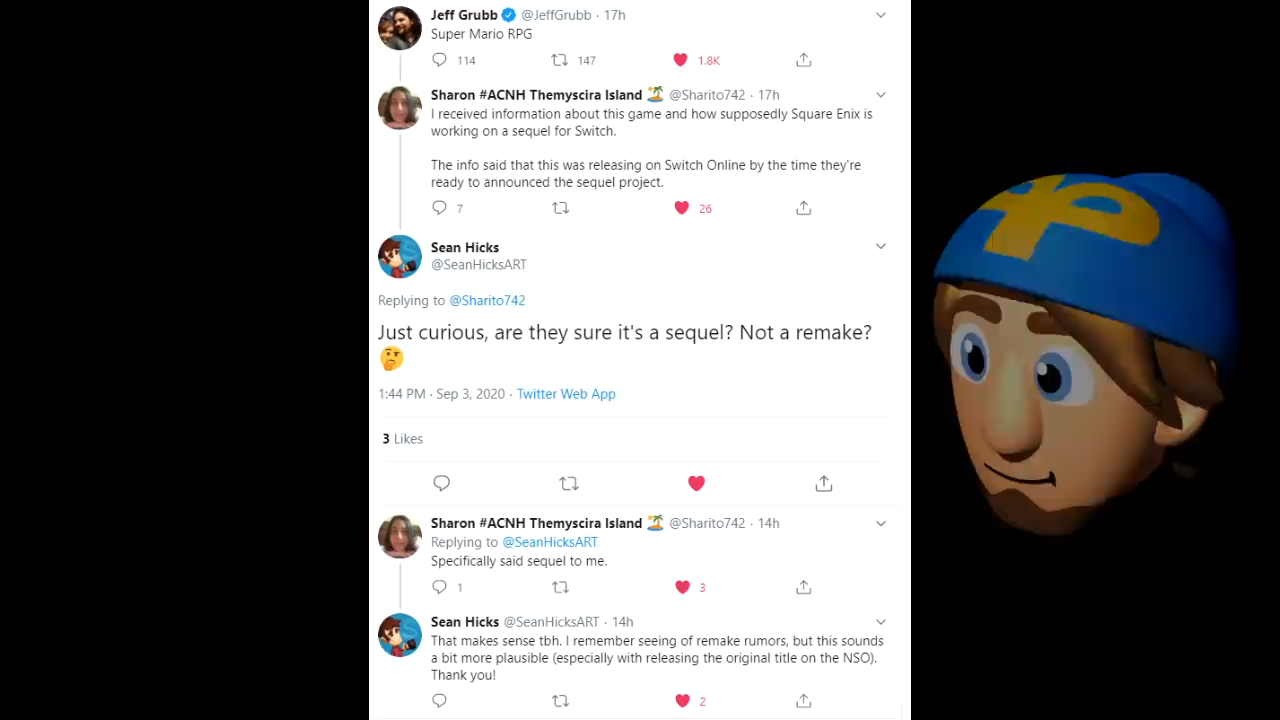 Jeff Grubb @JeffGrubb · 17h
Super Mario RPG
114 147 1.8K
Sharon #ACNH Themyscira Island 🏝️ @Sharito742 · 17h
I received information about this game and how supposedly Square Enix is
working on a sequel for Switch.
The info said that this was releasing on Switch Online by the time they're
ready to announced the sequel project.
7 26
Sean Hicks
@SeanHicksART
Replying to @Sharito742
Just curious, are they sure it's a sequel? Not a remake?
🤔
1:44 PM · Sep 3, 2020 · Twitter Web App
3 Likes
Sharon #ACNH Themyscira Island 🏝️ @Sharito742 · 14h
Replying to @SeanHicksART
Specifically said sequel to me.
1 3
Sean Hicks @SeanHicksART · 14h
That makes sense tbh. I remember seeing of remake rumors, but this sounds
a bit more plausible (especially with releasing the original title on the NSO).
Thank you!
2